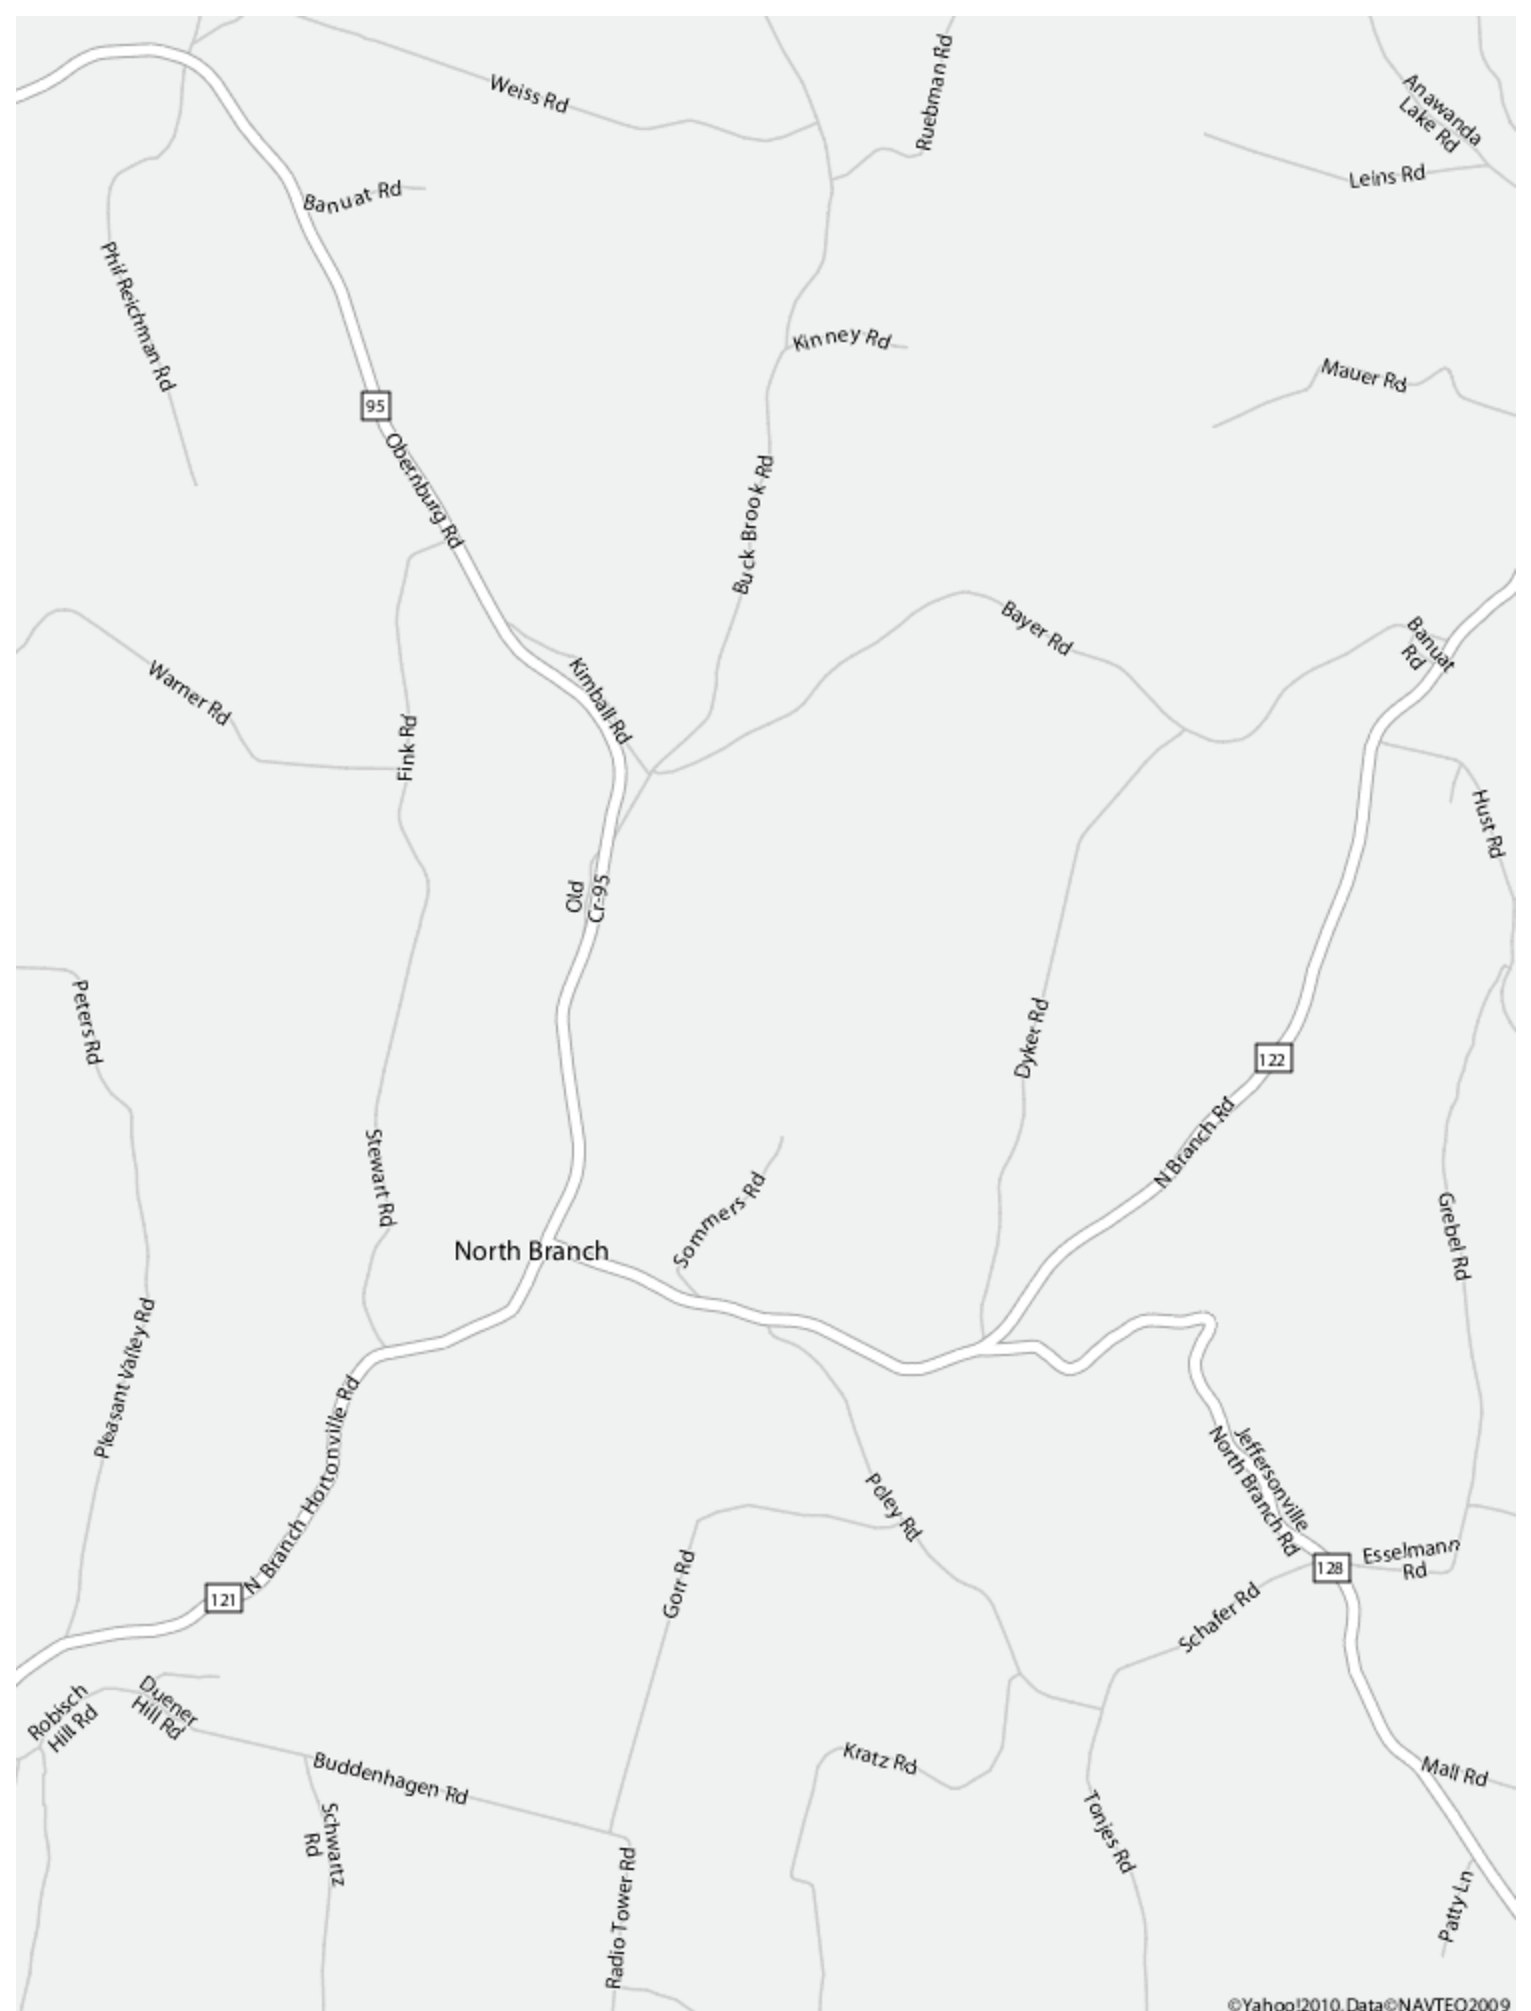 Weiss Rd
Ruebman Rd
Anawanda
Lake Rd
Leins Rd
Banuat Rd
Phil Reichman Rd
Kinney Rd
Mauer Rd
95
Obernburg Rd
Buck Brook Rd
Bayer Rd
Banuat
Rd
Warner Rd
Kimball Rd
Fink Rd
Hust Rd
Old
Cr-95
Peters Rd
Dyker Rd
122
N Branch Rd
Stewart Rd
Sommers Rd
Grebel Rd
North Branch
Pleasant Valley Rd
N Branch Hortonville Rd
Jeffersonville
North Branch Rd
Poley Rd
Esselmann
Rd
128
Gorr Rd
121
Schafer Rd
Robisch
Hill Rd
Duener
Hill Rd
Buddenhagen Rd
Kratz Rd
Mall Rd
Schwartz
Rd
Tonjes Rd
Radio Tower Rd
Patty Ln
©Yahoo!2010, Data©NAVTEQ2009